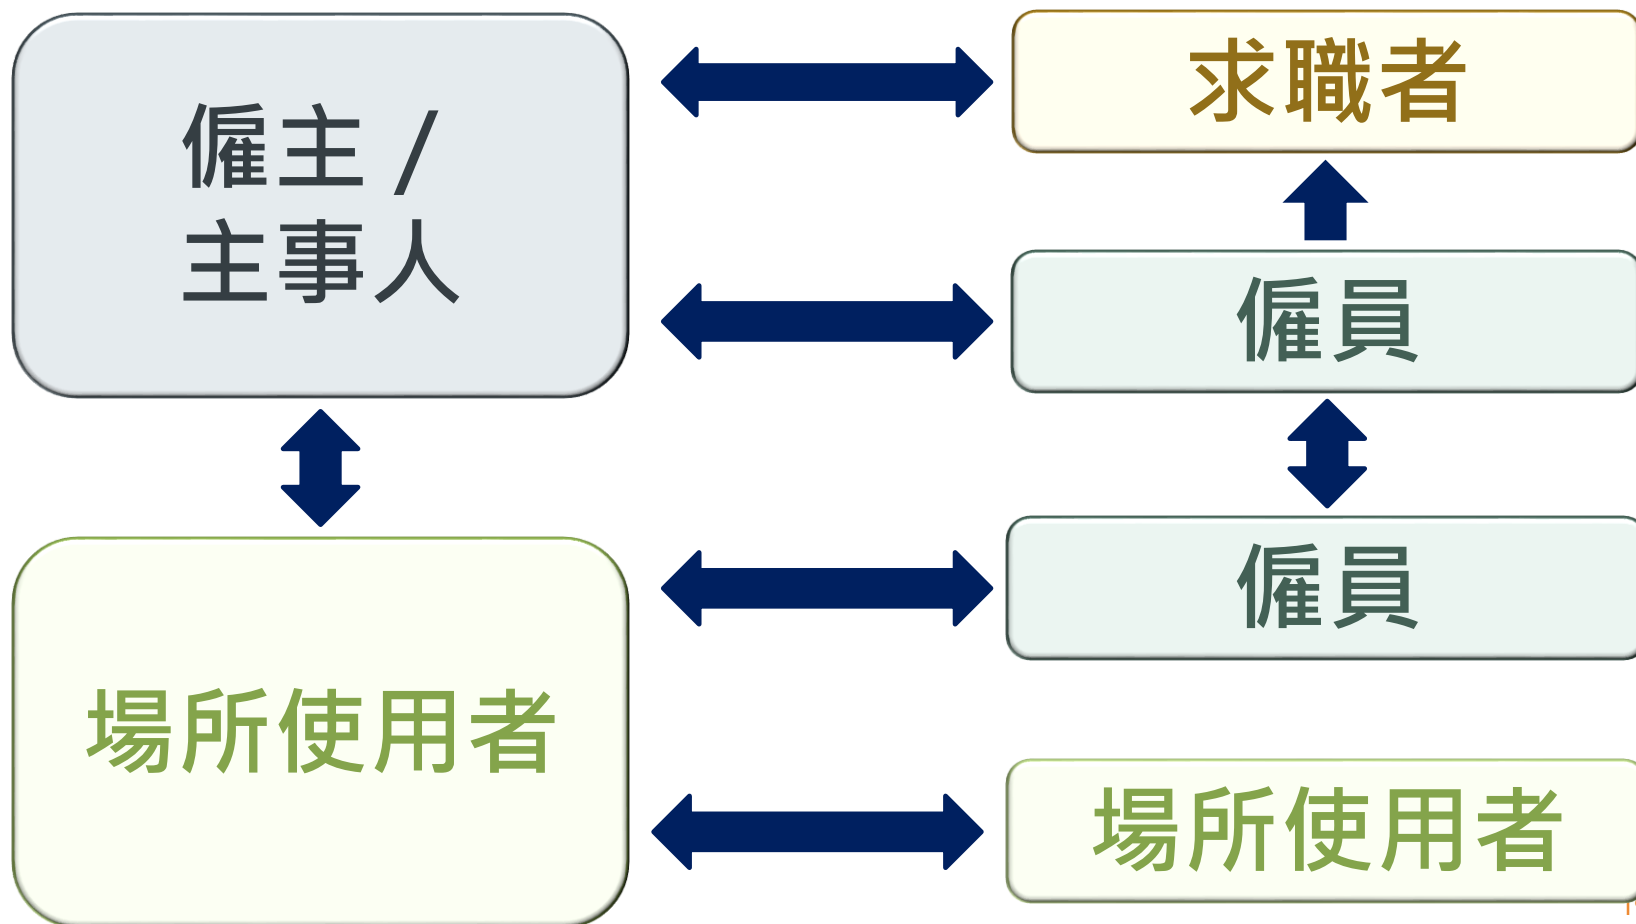 僱主 /
主事人
求職者
僱員
僱員
場所使用者
場所使用者